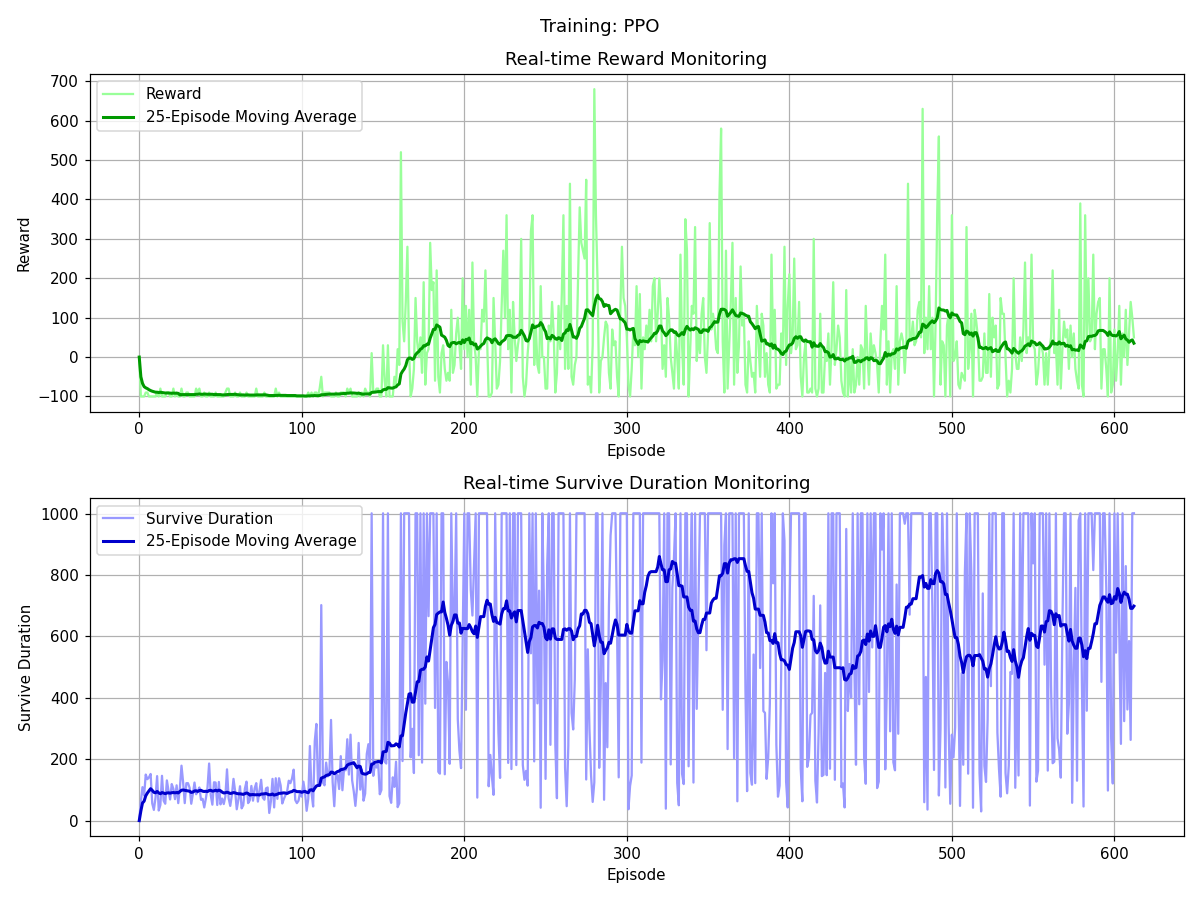 Training: PPO
Real-time Reward Monitoring
Reward
25-Episode Moving Average
Reward
700
600
500
400
300
200
100
0
−100
0 100 200 300 400 500 600
Episode
Real-time Survive Duration Monitoring
Survive Duration
25-Episode Moving Average
Survive Duration
1000
800
600
400
200
0
0 100 200 300 400 500 600
Episode